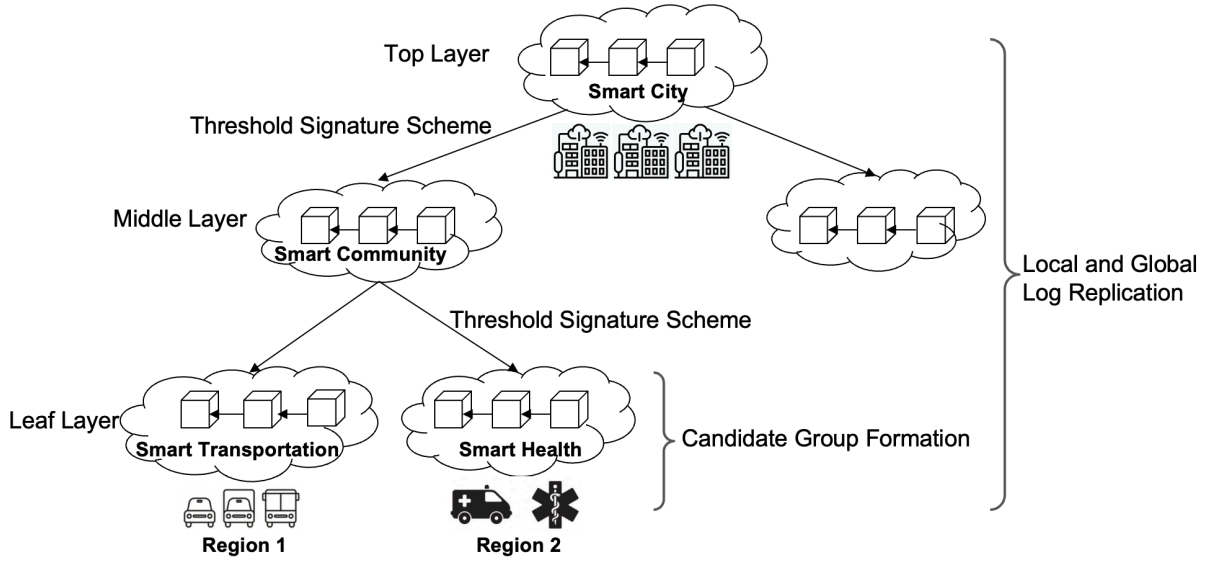 Top Layer
Smart City
Threshold Signature Scheme
Middle Layer
Smart Community
Local and Global
Log Replication
Threshold Signature Scheme
Leaf Layer
Smart Transportation
Smart Health
Candidate Group Formation
Region 1
Region 2